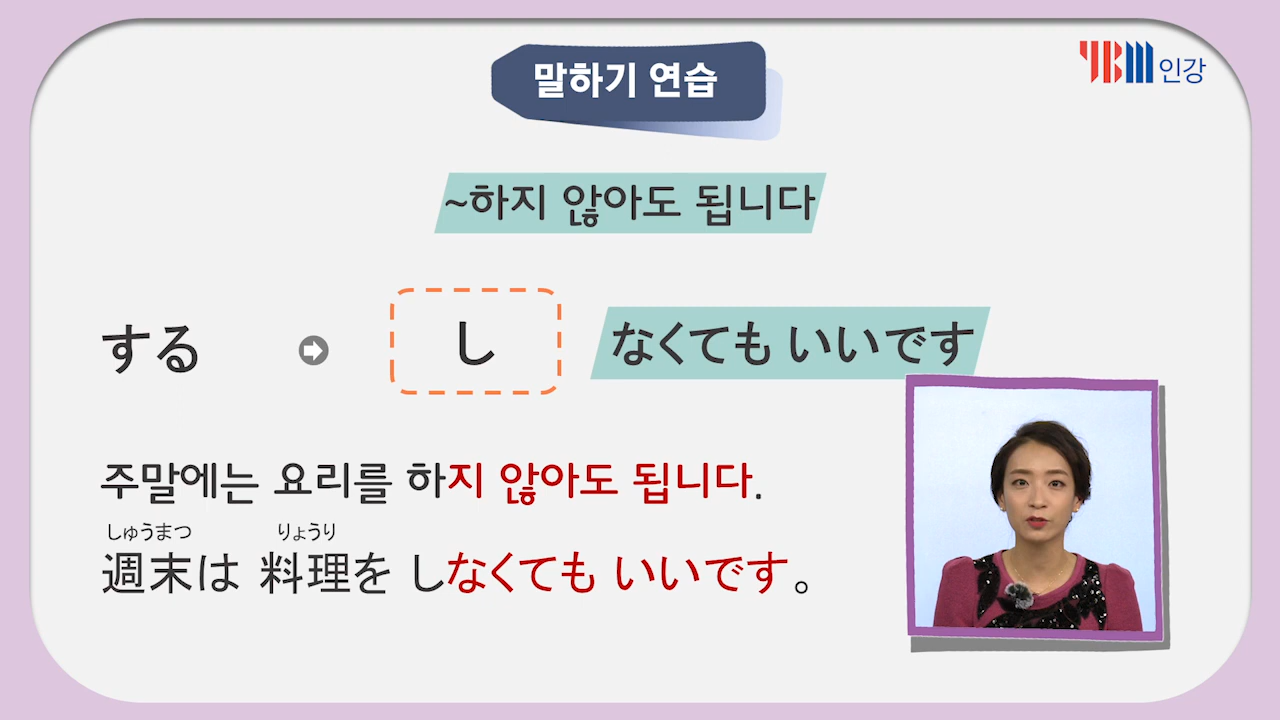 말하기 연습
YBM 인강
~하지 않아도 됩니다
する し なくても いいです
주말에는 요리를 하지 않아도 됩니다.
しゅうまつ りょうり
週末は 料理を しなくても いいです。